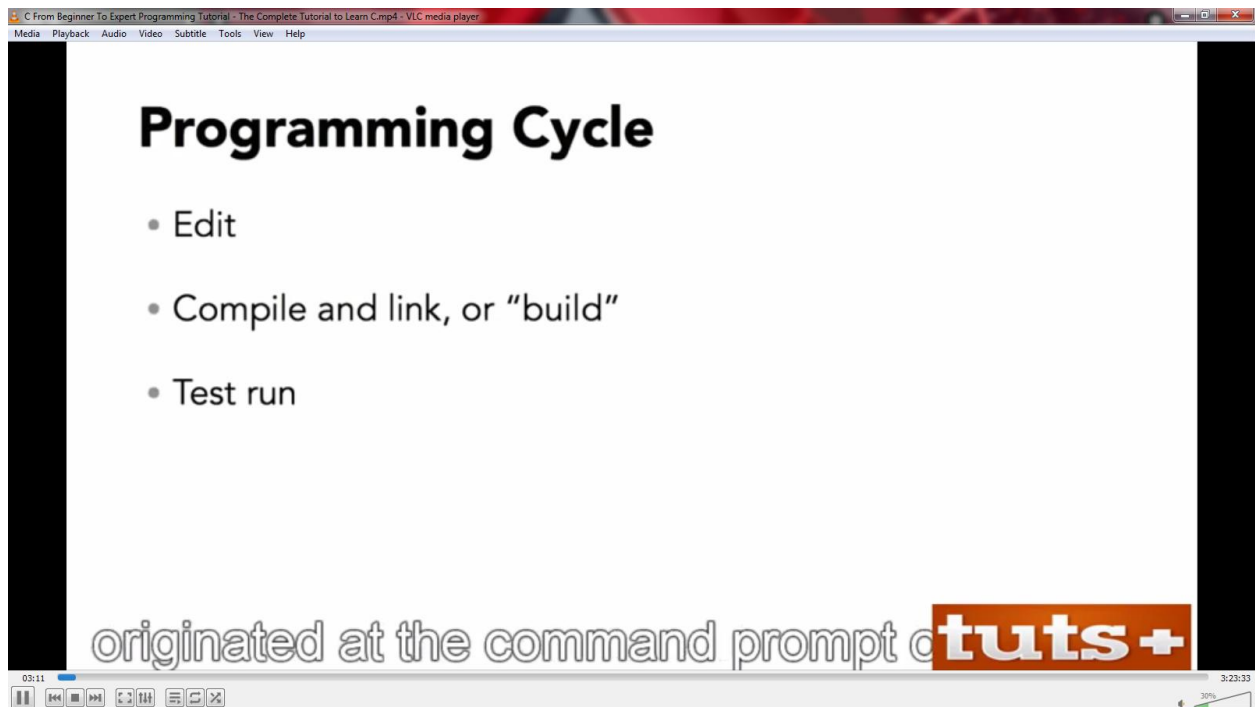 C From Beginner To Expert Programming Tutorial - The Complete Tutorial to Learn C.mp4 - VLC media player
Media Playback Audio Video Subtitle Tools View Help
Programming Cycle
• Edit
• Compile and link, or “build”
• Test run
originated at the command prompt
tuts+
03:11
3:23:33
30%